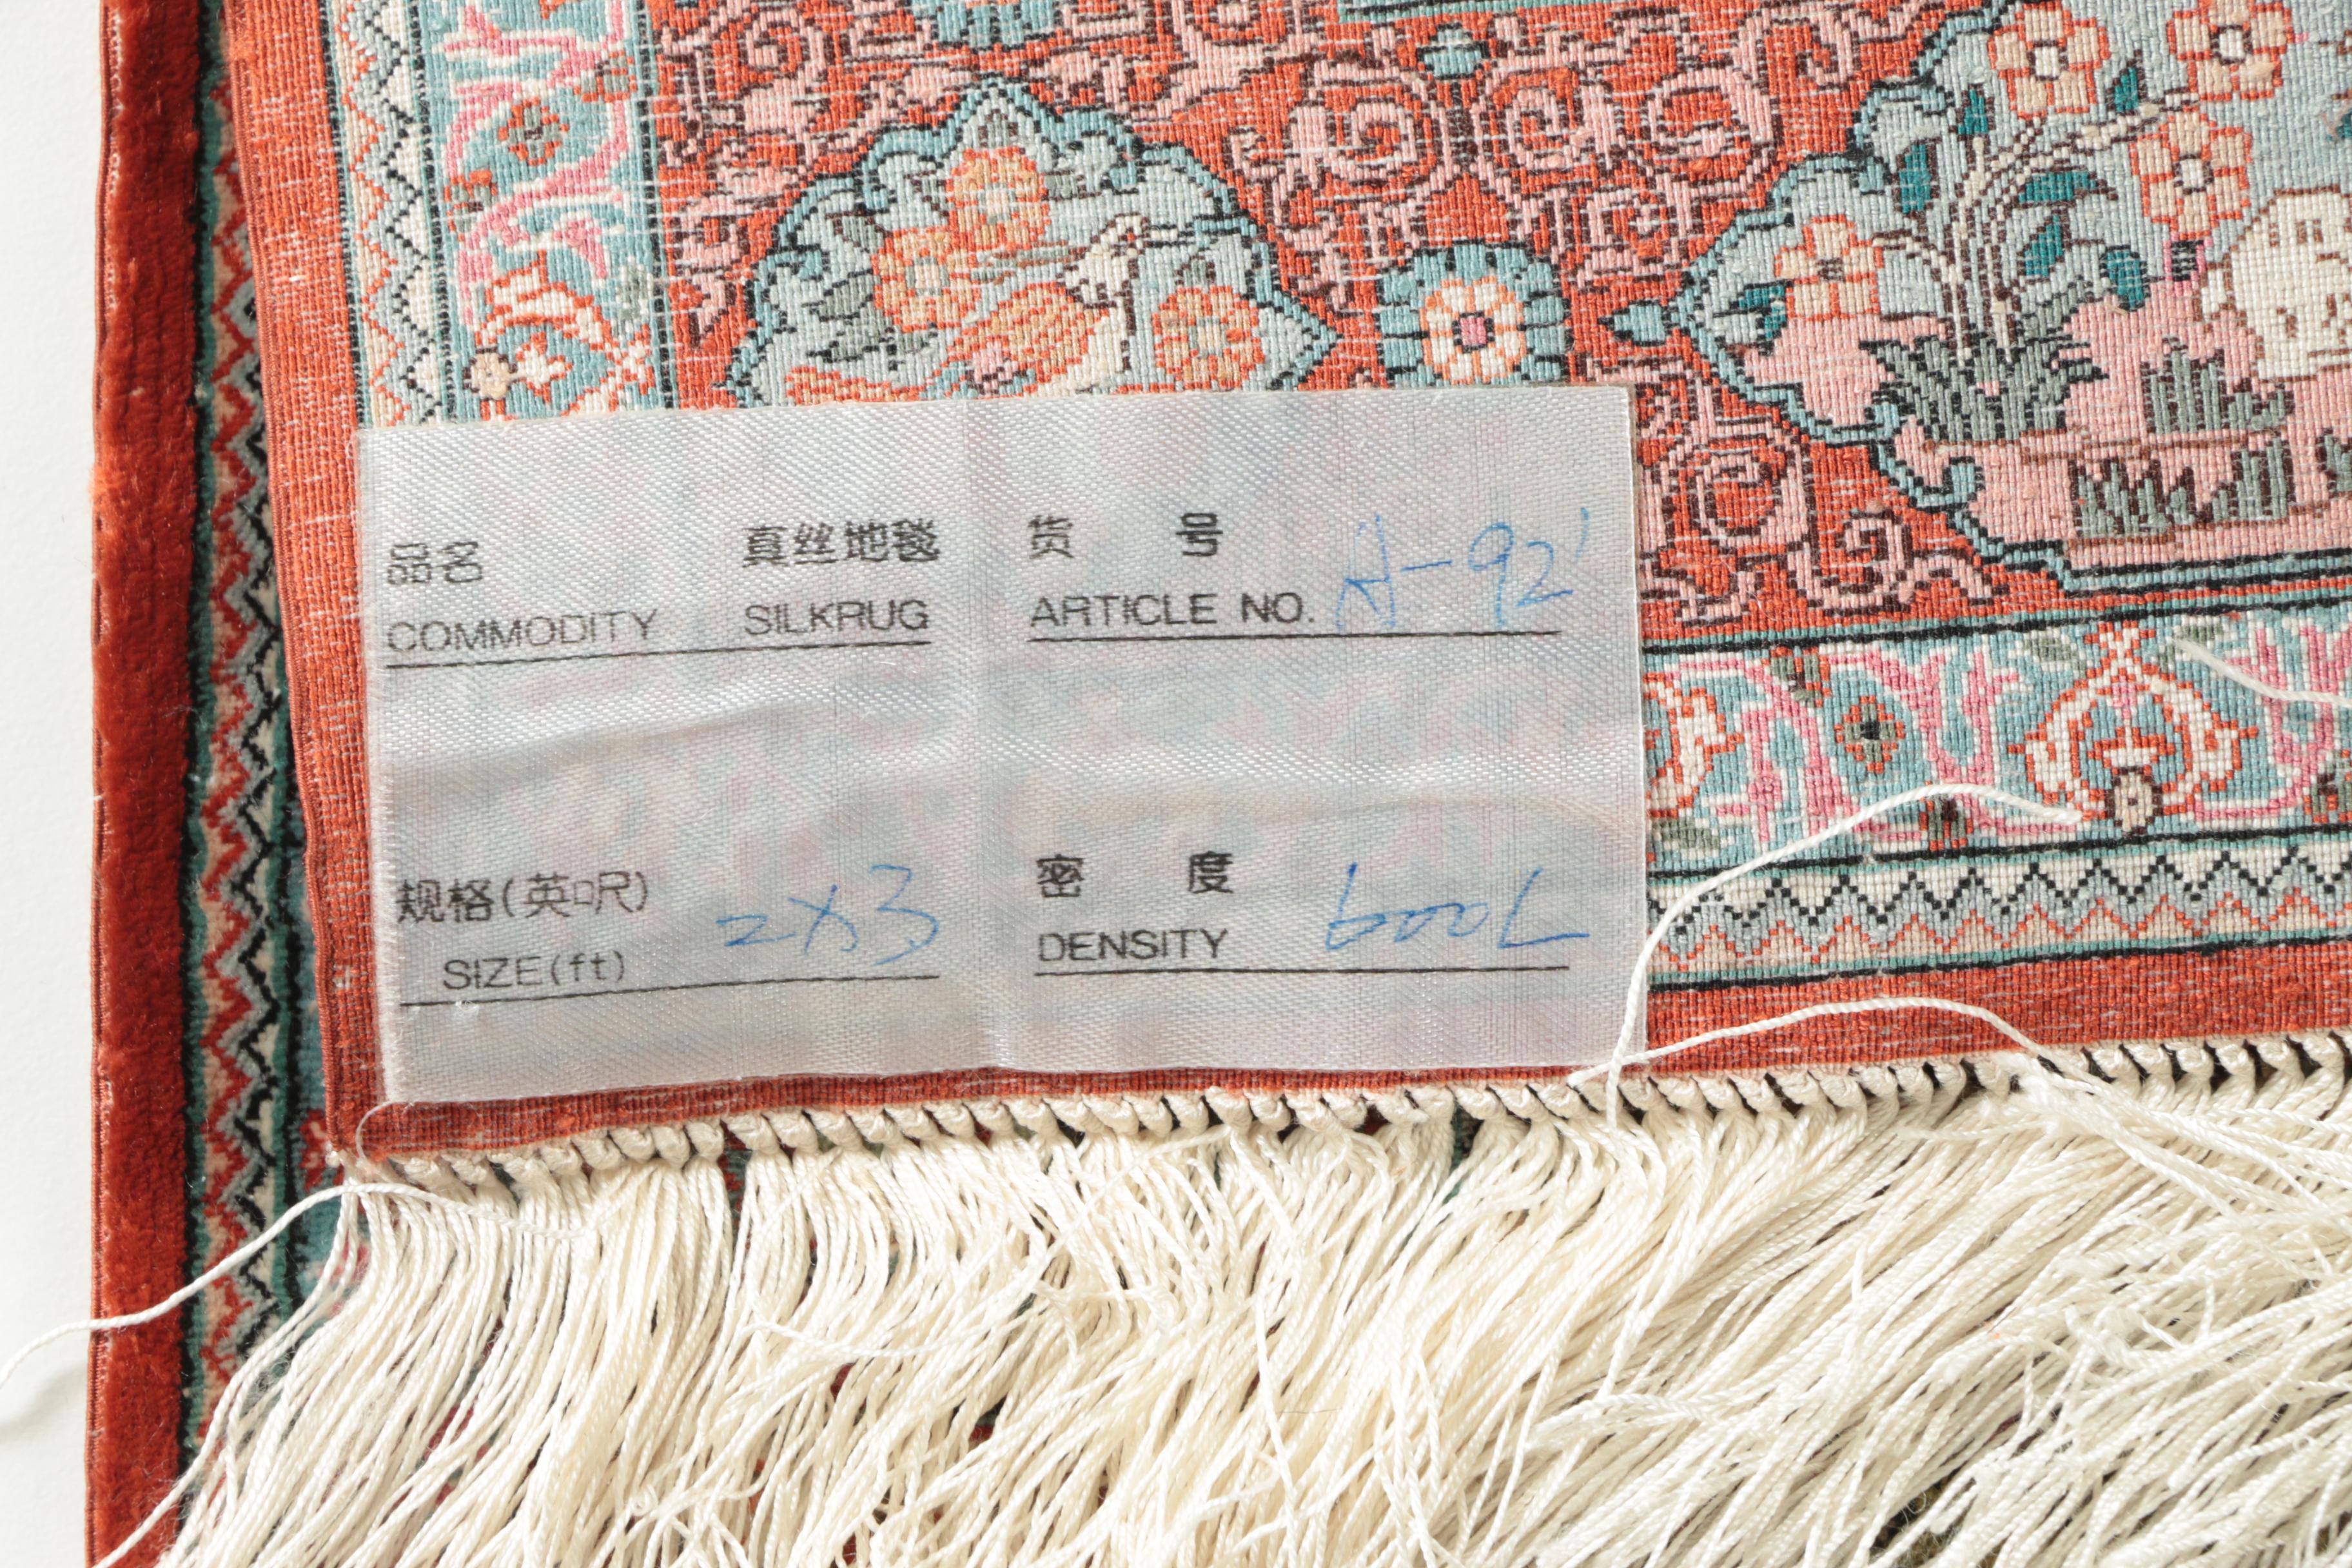 品名 真丝地毯 货 号
COMMODITY SILKRUG ARTICLE NO. A-92'
规格(英呎) 2X3 密 度
SIZE(ft) DENSITY 600L